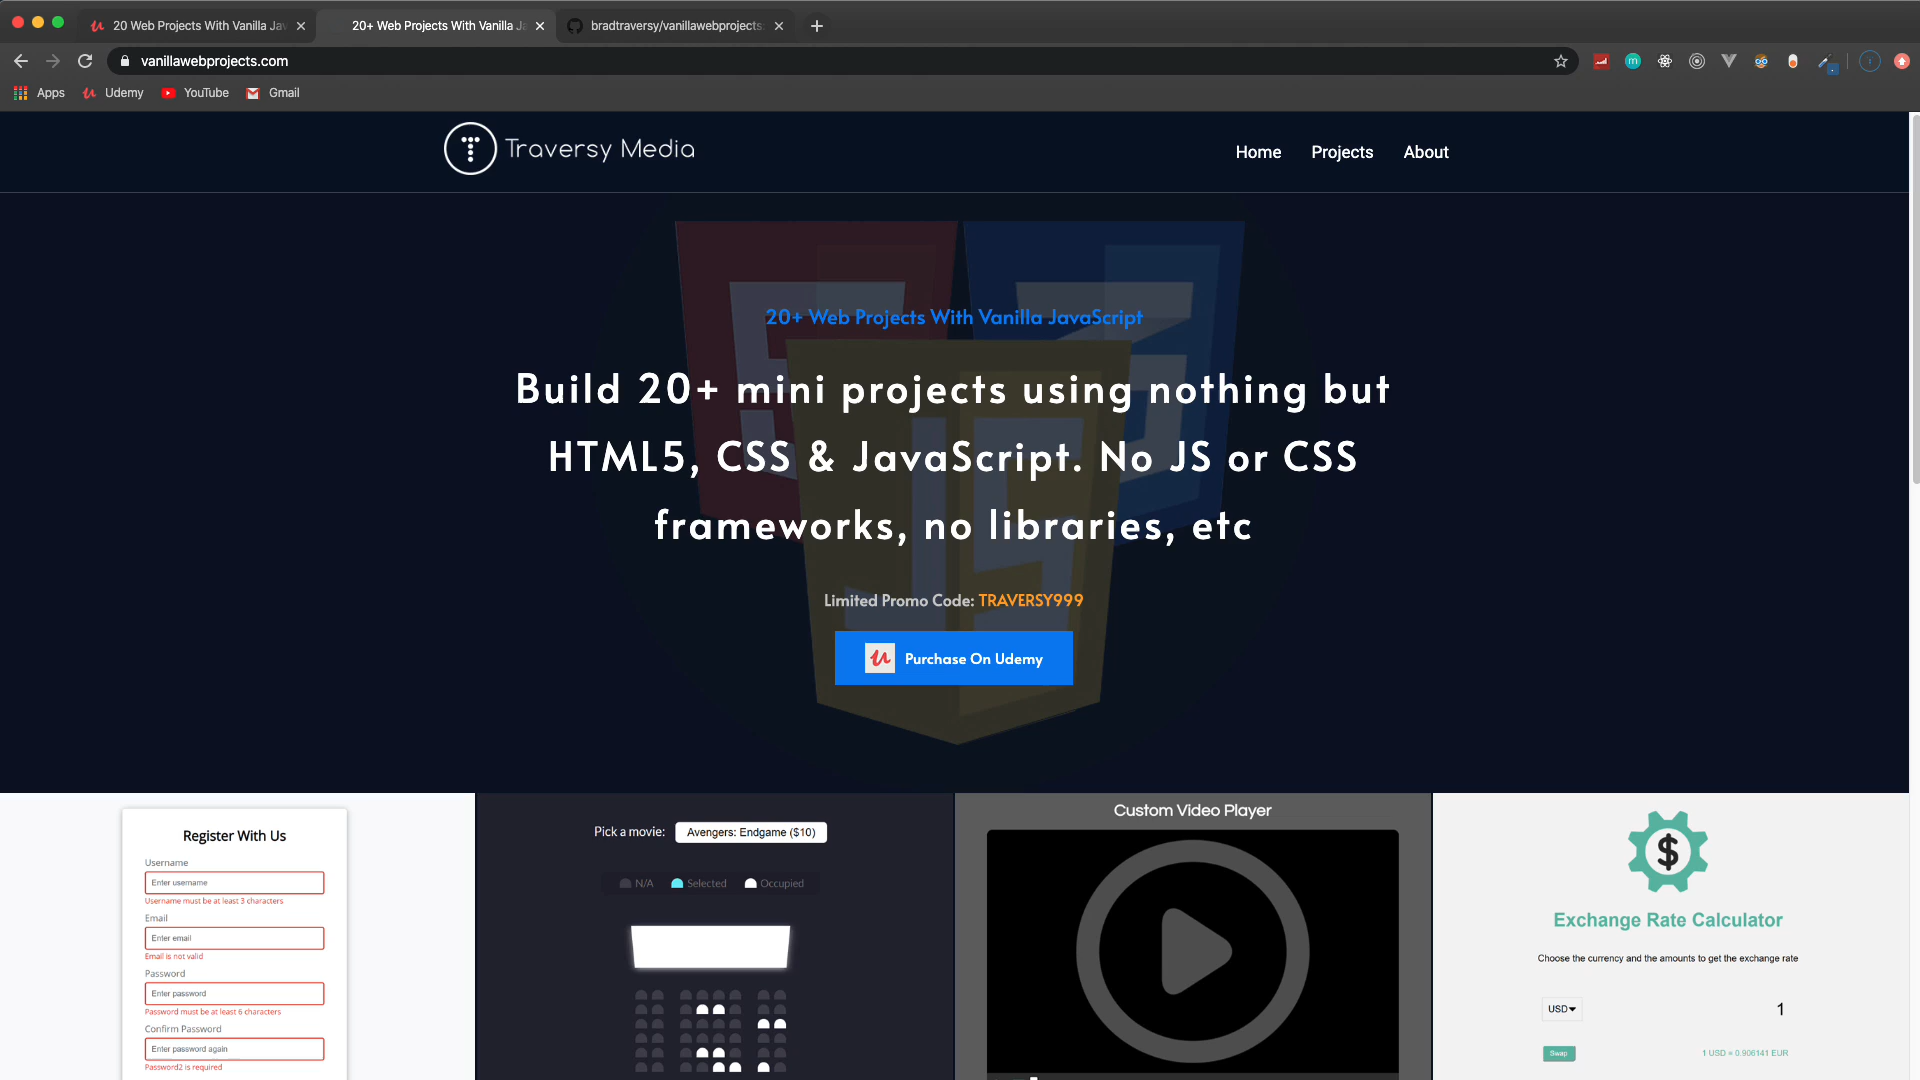 20 Web Projects With Vanilla Jav
20+ Web Projects With Vanilla Ja
bradtraversy/vanillawebprojects:
vanillawebprojects.com
Apps
Udemy
YouTube
Gmail
Traversy Media
Home
Projects
About
20+ Web Projects With Vanilla JavaScript
Build 20+ mini projects using nothing but
HTML5, CSS & JavaScript. No JS or CSS
frameworks, no libraries, etc
Limited Promo Code: TRAVERSY999
Purchase On Udemy
Register With Us
Username
Enter username
Username must be at least 3 characters
Email
Enter email
Email is not valid
Password
Enter password
Password must be at least 6 characters
Confirm Password
Enter password again
Password2 is required
Pick a movie:
Avengers: Endgame ($10)
N/A
Selected
Occupied
Custom Video Player
Exchange Rate Calculator
Choose the currency and the amounts to get the exchange rate
USD
1
Swap
1 USD = 0.906141 EUR